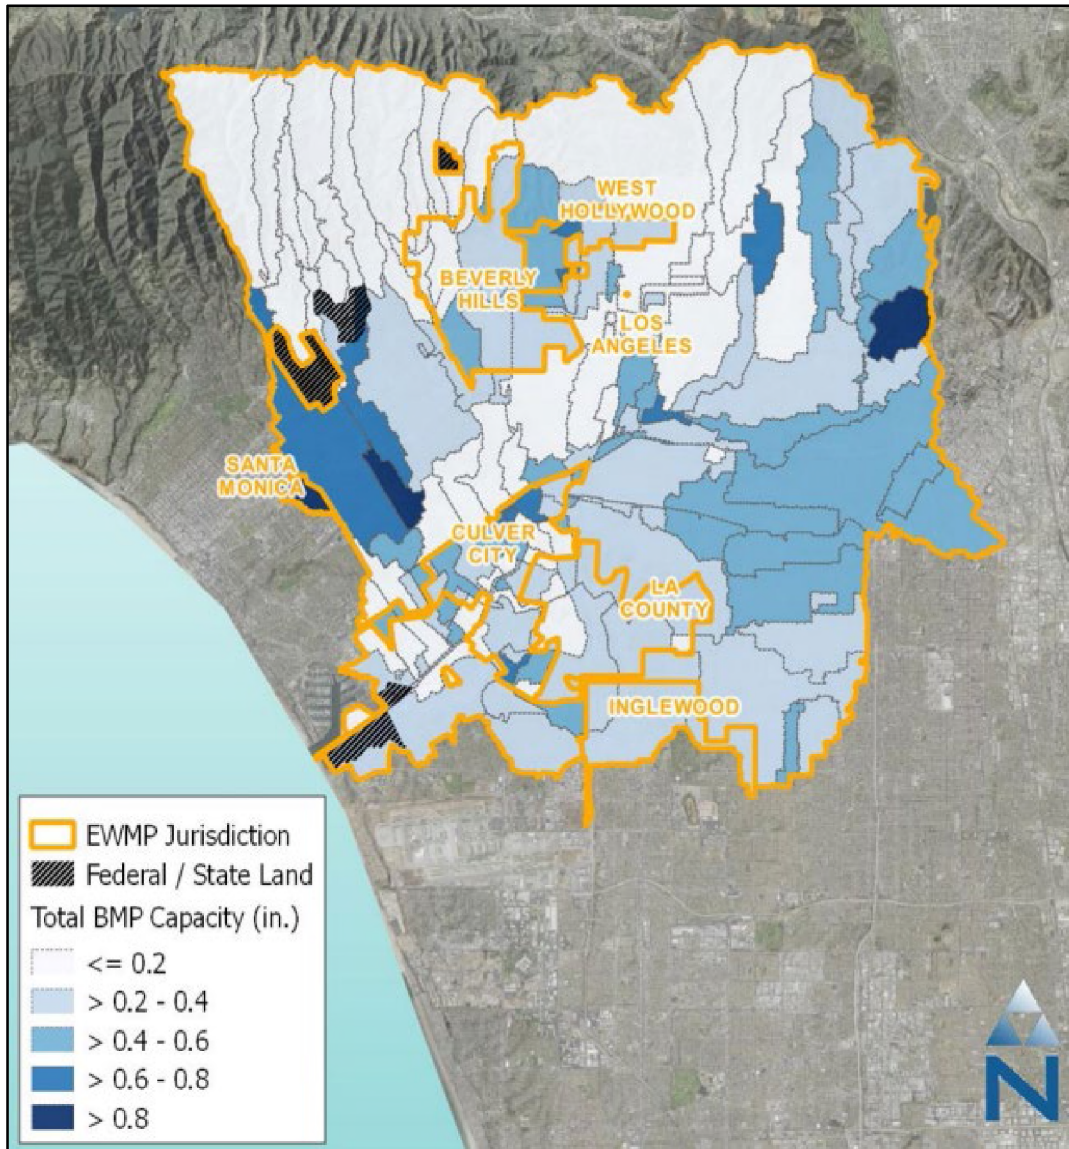 WEST
HOLLYWOOD
BEVERLY
HILLS
LOS
ANGELES
SANTA
MONICA
CULVER
CITY
LA
COUNTY
INGLEWOOD
EWMP Jurisdiction
Federal / State Land
Total BMP Capacity (in.)
<= 0.2
> 0.2 - 0.4
> 0.4 - 0.6
> 0.6 - 0.8
> 0.8
N